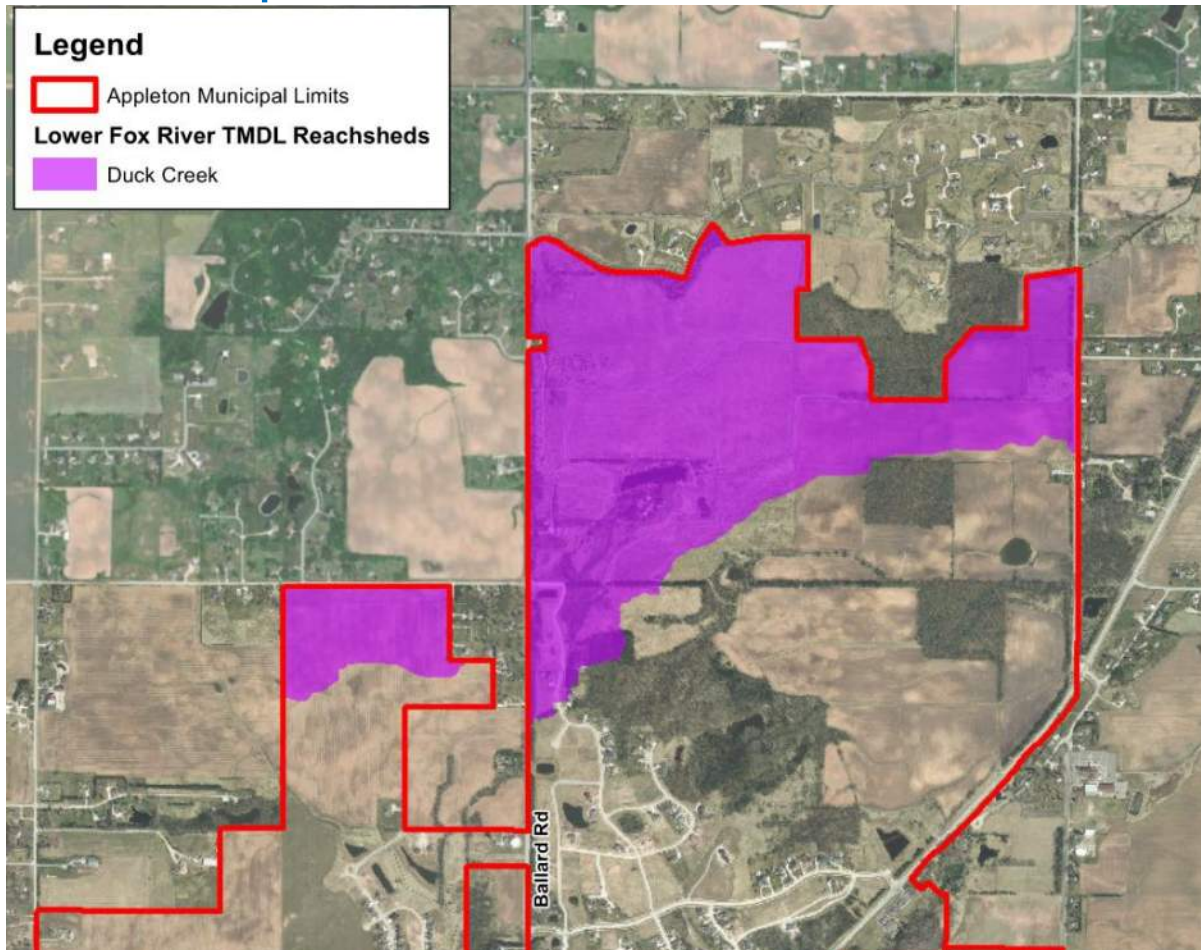 Legend
Appleton Municipal Limits
Lower Fox River TMDL Reachsheds
Duck Creek
Ballard Rd